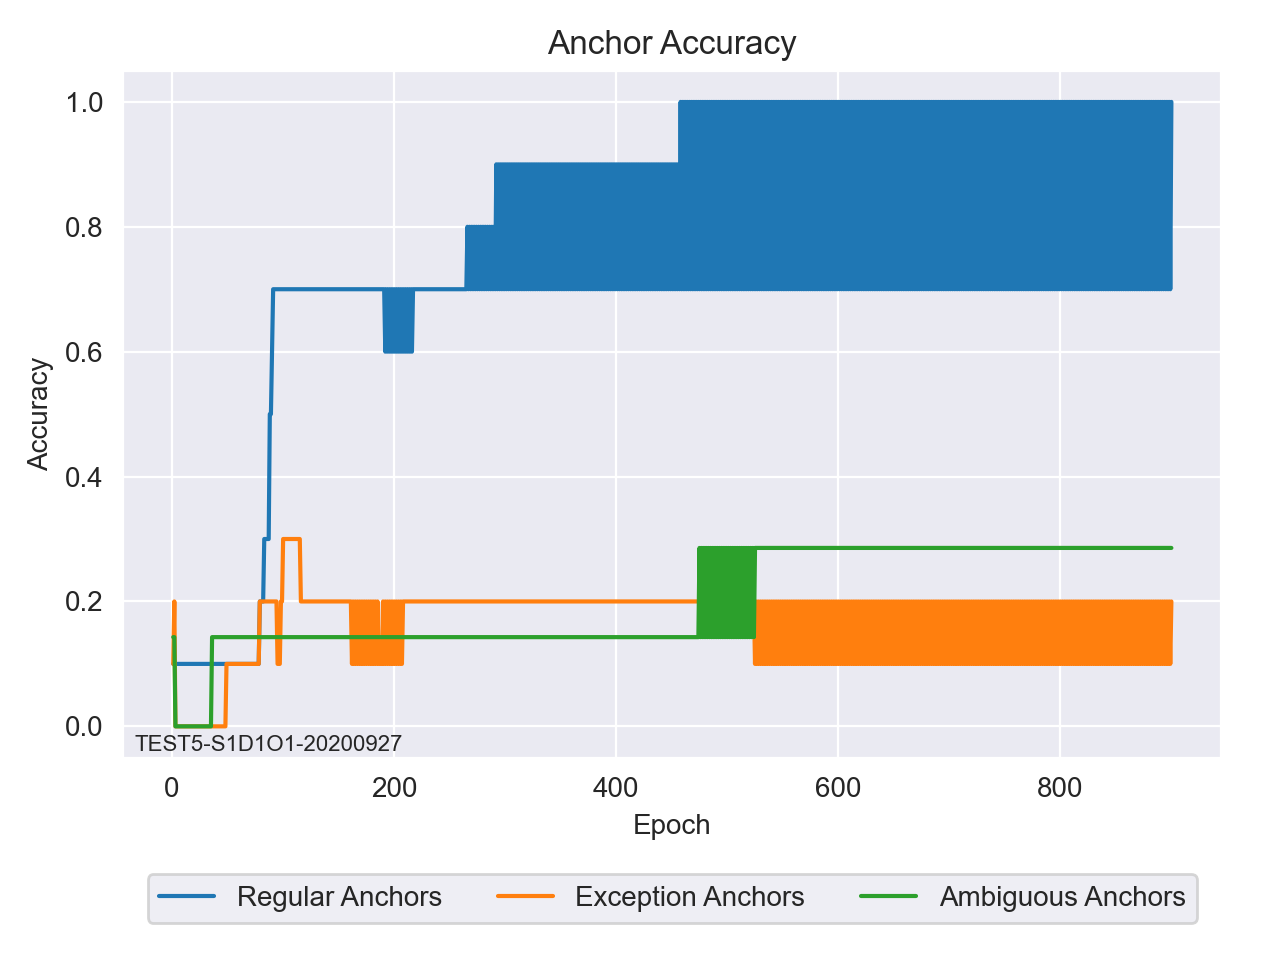 Anchor Accuracy
1.0
0.8
0.6
0.4
0.2
0.0
Accuracy
TEST5-S1D1O1-20200927
0 200 400 600 800
Epoch
Regular Anchors Exception Anchors Ambiguous Anchors